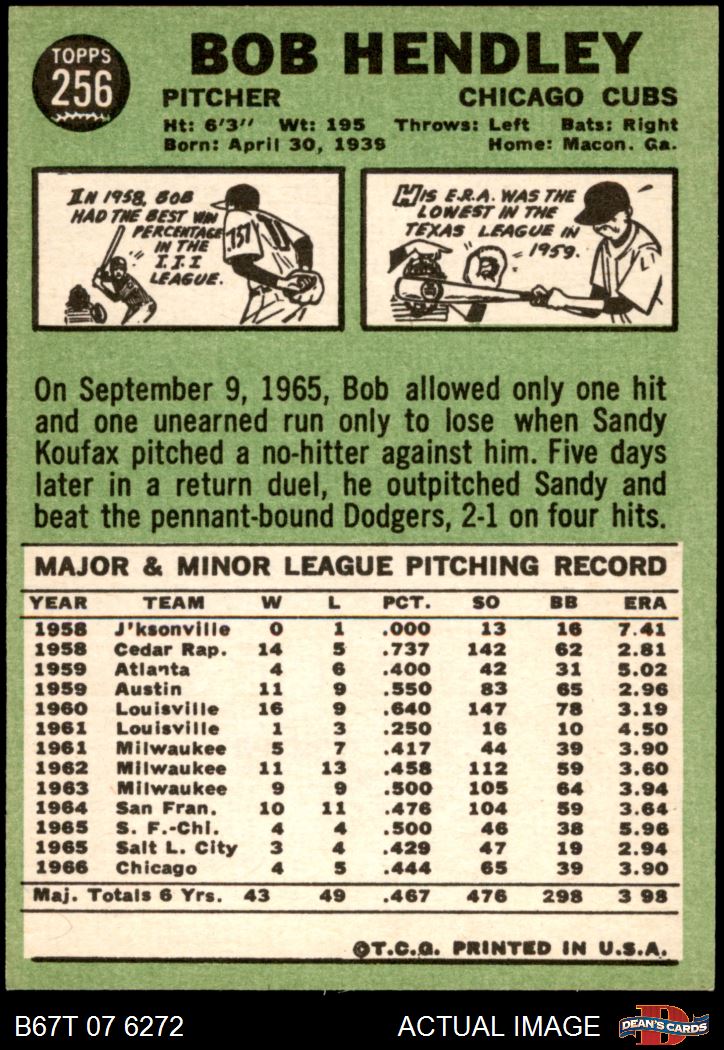 TOPPS
256
BOB HENDLEY
PITCHER CHICAGO CUBS
Ht: 6'3" Wt: 195 Throws: Left Bats: Right
Born: April 30, 1939 Home: Macon. Ga.
IN 1958, BOB
HAD THE BEST WIN
PERCENTAGE
IN THE
I.I.I
LEAGUE.
.737
HIS E.R.A. WAS THE
LOWEST IN THE
TEXAS LEAGUE IN
1959.
On September 9, 1965, Bob allowed only one hit
and one unearned run only to lose when Sandy
Koufax pitched a no-hitter against him. Five days
later in a return duel, he outpitched Sandy and
beat the pennant-bound Dodgers, 2-1 on four hits.
MAJOR & MINOR LEAGUE PITCHING RECORD
YEAR TEAM W L PCT. SO BB ERA
1958 J'ksonville 0 1 .000 13 16 7.41
1958 Cedar Rap. 14 5 .737 142 62 2.81
1959 Atlanta 4 6 .400 42 31 5.02
1959 Austin 11 9 .550 83 65 2.96
1960 Louisville 16 9 .640 147 78 3.19
1961 Louisville 1 3 .250 16 10 4.50
1961 Milwaukee 5 7 .417 44 39 3.90
1962 Milwaukee 11 13 .458 112 59 3.60
1963 Milwaukee 9 9 .500 105 64 3.94
1964 San Fran. 10 11 .476 104 59 3.64
1965 S. F.-Chi. 4 4 .500 46 38 5.96
1965 Salt L. City 3 4 .429 47 19 2.94
1966 Chicago 4 5 .444 65 39 3.90
Maj. Totals 6 Yrs. 43 49 .467 476 298 3 98
©T.C.G. PRINTED IN U.S.A.
B67T 07 6272 ACTUAL IMAGE
D
DEAN'S CARDS